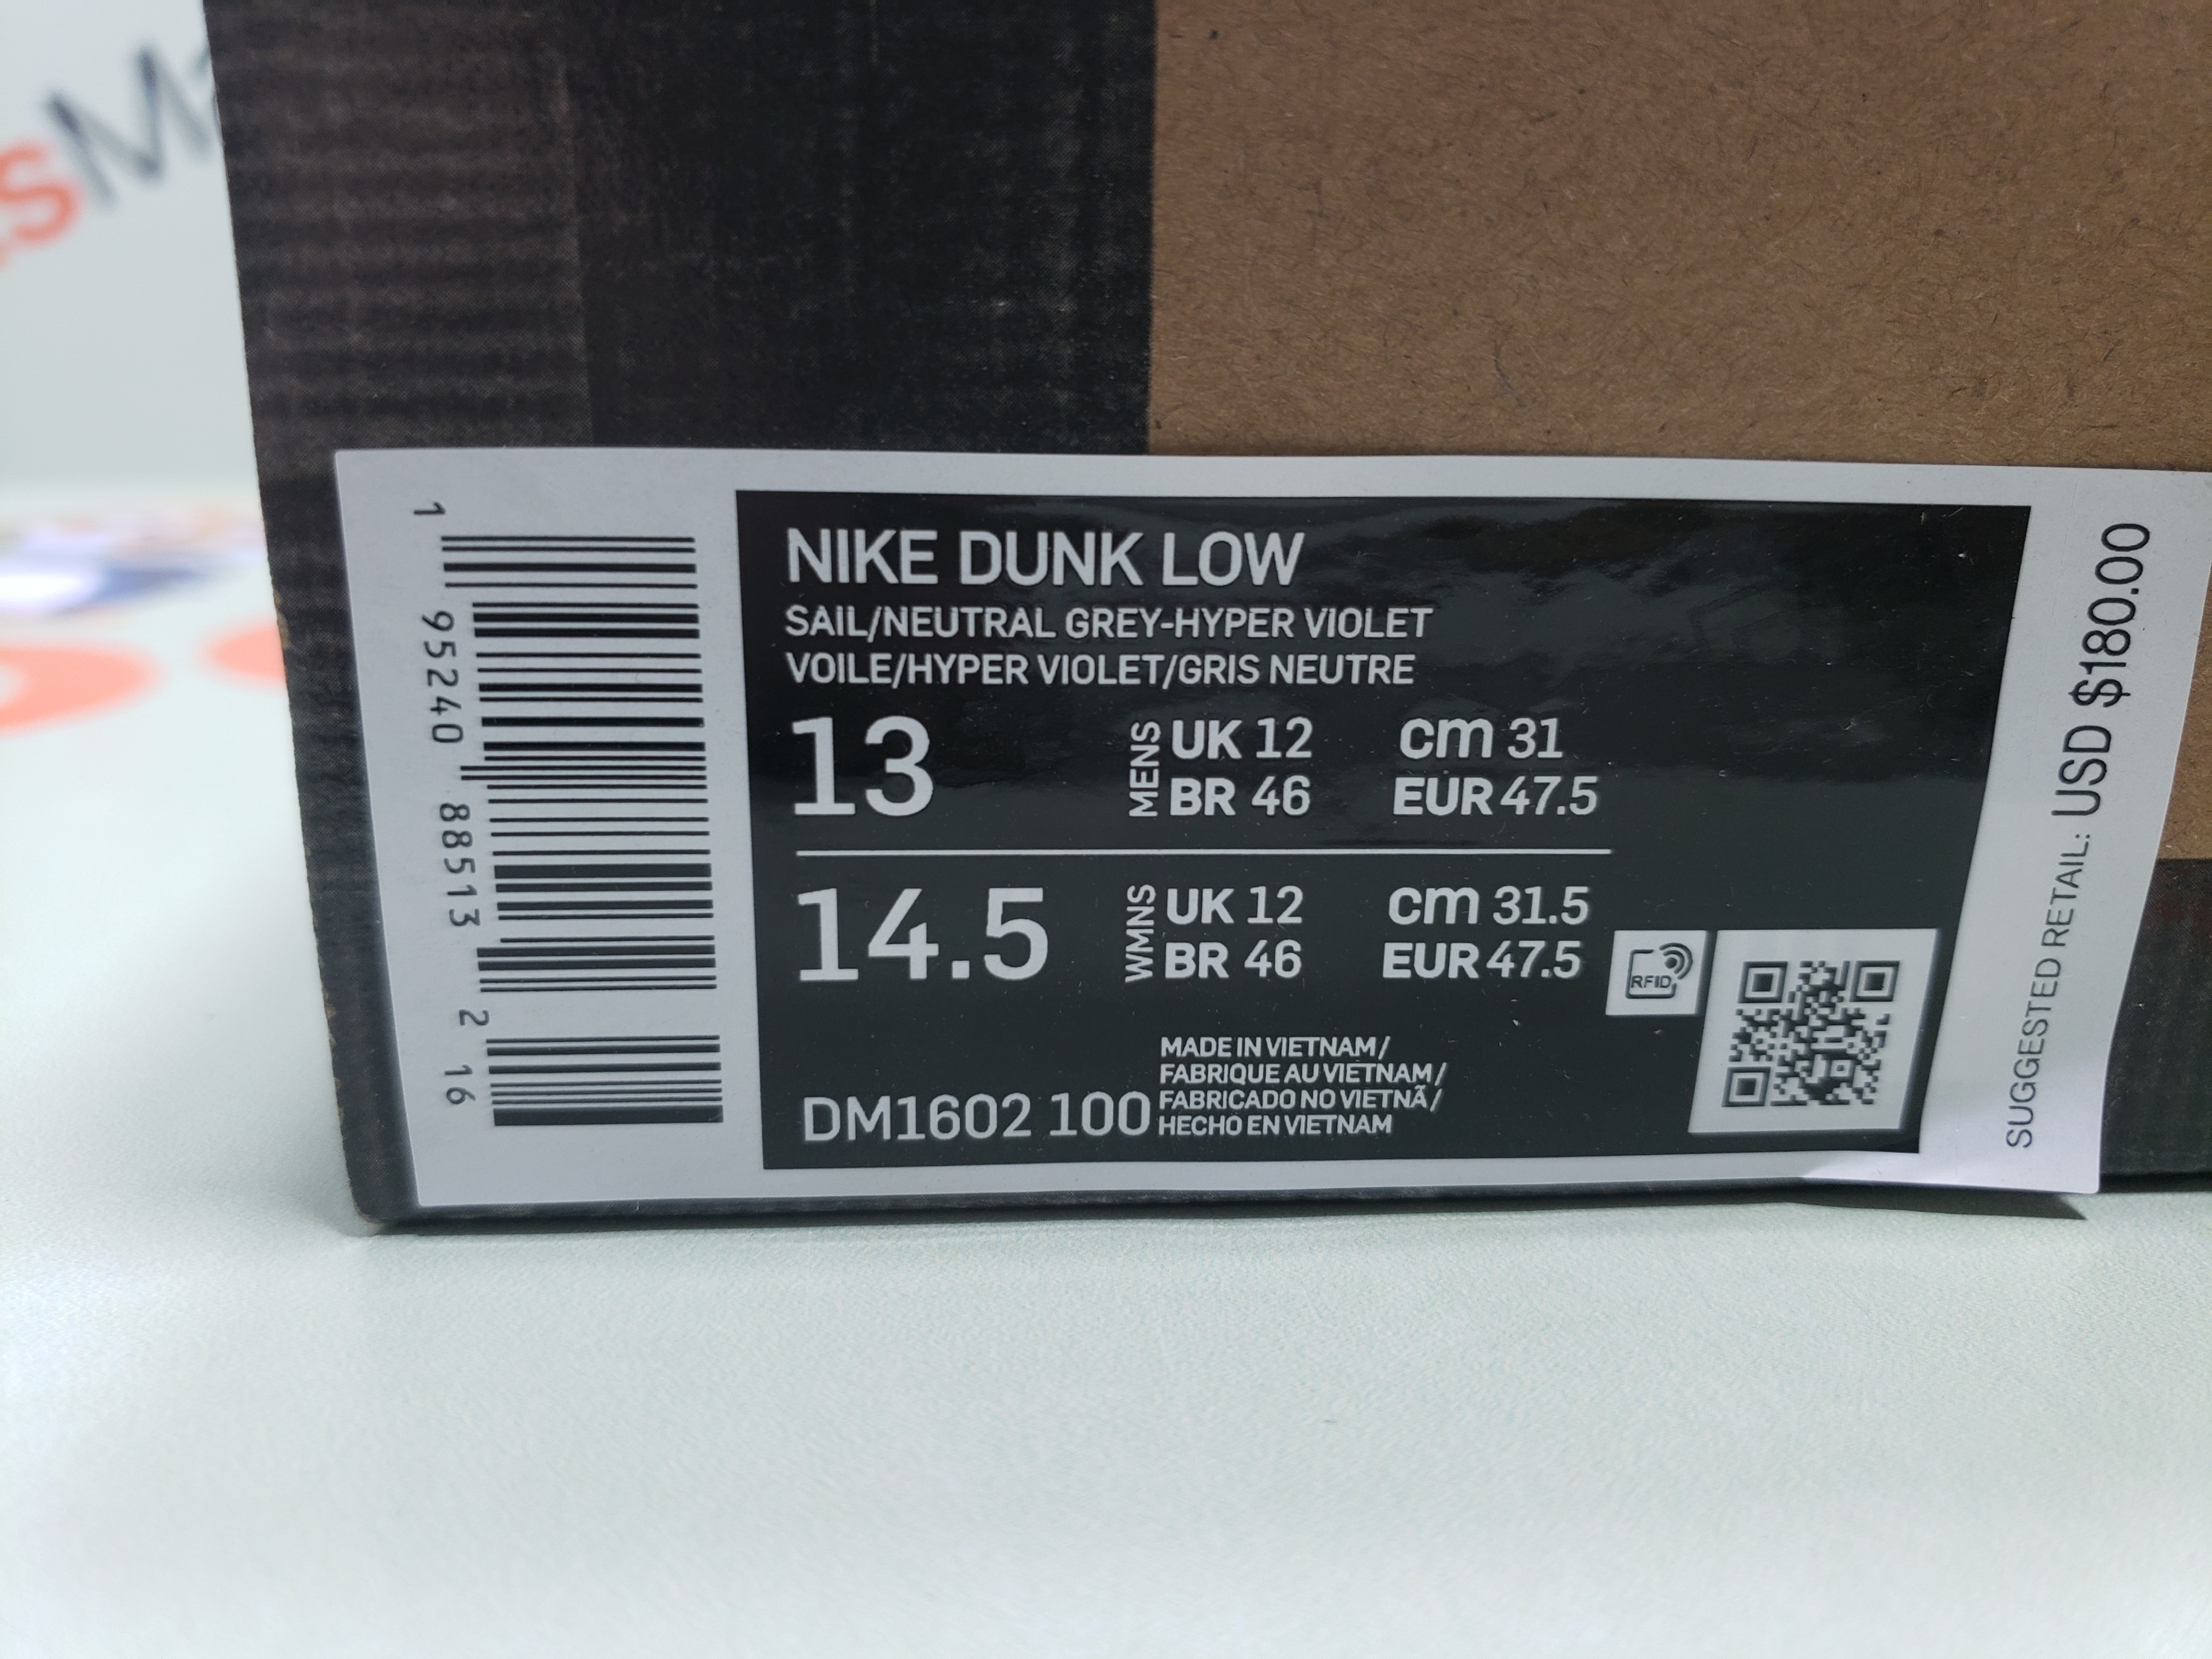 sMa
1 95240 88513 2 16
NIKE DUNK LOW
SAIL/NEUTRAL GREY-HYPER VIOLET
VOILE/HYPER VIOLET/GRIS NEUTRE
13 MENS UK 12 cm 31
BR 46 EUR 47.5
14.5 WMNS UK 12 cm 31.5
BR 46 EUR 47.5
RFID
DM1602 100
MADE IN VIETNAM/
FABRIQUE AU VIETNAM/
FABRICADO NO VIETNÃ/
HECHO EN VIETNAM
SUGGESTED RETAIL: USD $180.00